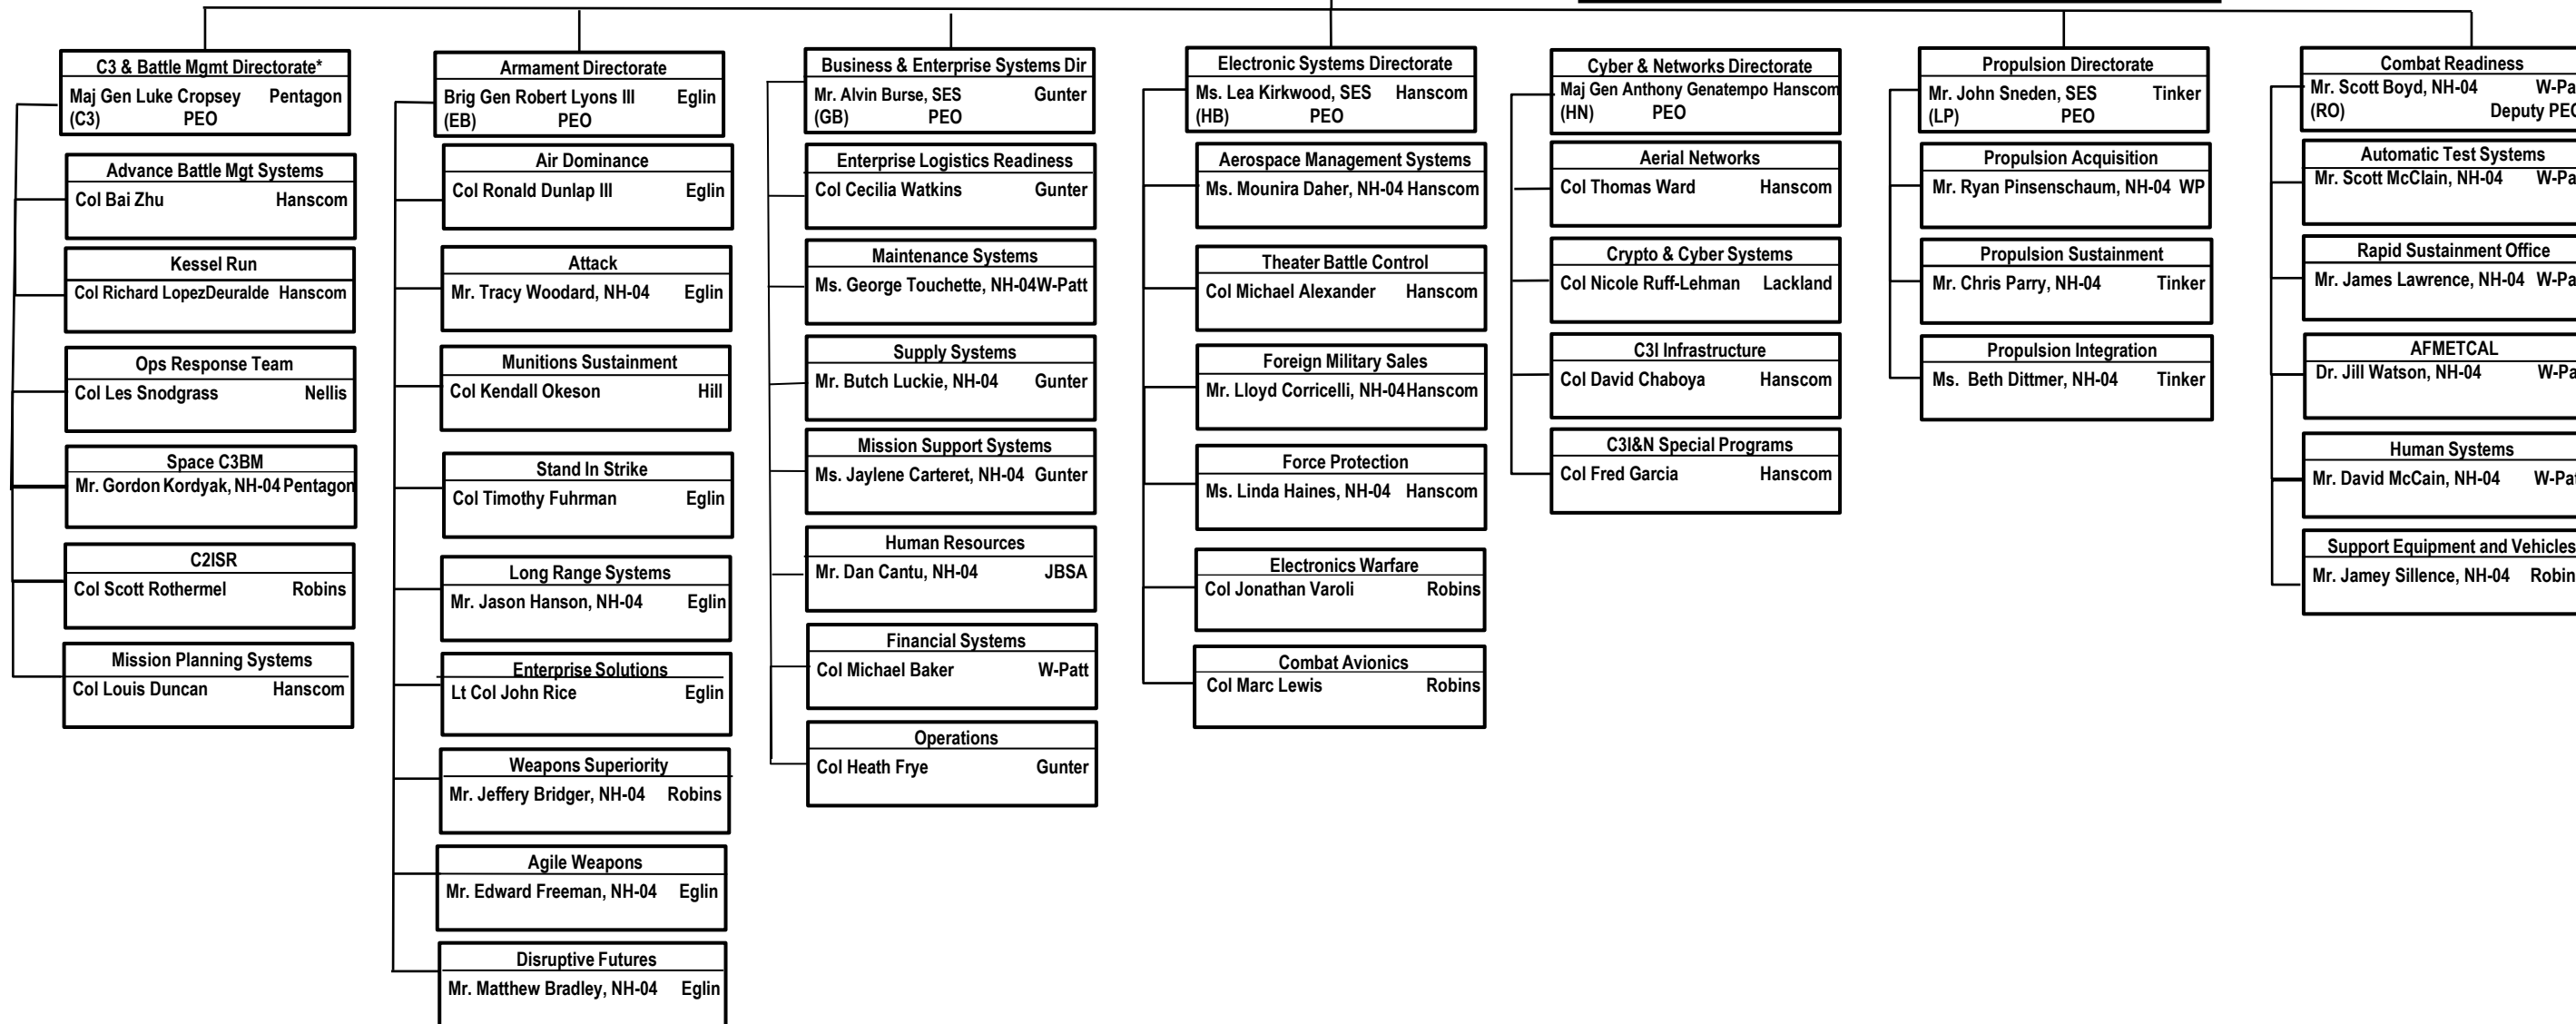 C3 & Battle Mgmt Directorate*
Maj Gen Luke Cropsey Pentagon
(C3) PEO
Advance Battle Mgt Systems
Col Bai Zhu Hanscom
Kessel Run
Col Richard LopezDeuralde Hanscom
Ops Response Team
Col Les Snodgrass Nellis
Space C3BM
Mr. Gordon Kordyak, NH-04 Pentagon
C2ISR
Col Scott Rothermel Robins
Mission Planning Systems
Col Louis Duncan Hanscom
Armament Directorate
Brig Gen Robert Lyons III Eglin
(EB) PEO
Air Dominance
Col Ronald Dunlap III Eglin
Attack
Mr. Tracy Woodard, NH-04 Eglin
Munitions Sustainment
Col Kendall Okeson Hill
Stand In Strike
Col Timothy Fuhrman Eglin
Long Range Systems
Mr. Jason Hanson, NH-04 Eglin
Enterprise Solutions
Lt Col John Rice Eglin
Weapons Superiority
Mr. Jeffery Bridger, NH-04 Robins
Agile Weapons
Mr. Edward Freeman, NH-04 Eglin
Disruptive Futures
Mr. Matthew Bradley, NH-04 Eglin
Business & Enterprise Systems Dir
Mr. Alvin Burse, SES Gunter
(GB) PEO
Enterprise Logistics Readiness
Col Cecilia Watkins Gunter
Maintenance Systems
Ms. George Touchette, NH-04W-Patt
Supply Systems
Mr. Butch Luckie, NH-04 Gunter
Mission Support Systems
Ms. Jaylene Carteret, NH-04 Gunter
Human Resources
Mr. Dan Cantu, NH-04 JBSA
Financial Systems
Col Michael Baker W-Patt
Operations
Col Heath Frye Gunter
Electronic Systems Directorate
Ms. Lea Kirkwood, SES Hanscom
(HB) PEO
Aerospace Management Systems
Ms. Mounira Daher, NH-04 Hanscom
Theater Battle Control
Col Michael Alexander Hanscom
Foreign Military Sales
Mr. Lloyd Corricelli, NH-04Hanscom
Force Protection
Ms. Linda Haines, NH-04 Hanscom
Electronics Warfare
Col Jonathan Varoli Robins
Combat Avionics
Col Marc Lewis Robins
Cyber & Networks Directorate
Maj Gen Anthony Genatempo Hanscom
(HN) PEO
Aerial Networks
Col Thomas Ward Hanscom
Crypto & Cyber Systems
Col Nicole Ruff-Lehman Lackland
C3I Infrastructure
Col David Chaboya Hanscom
C3I&N Special Programs
Col Fred Garcia Hanscom
Propulsion Directorate
Mr. John Sneden, SES Tinker
(LP) PEO
Propulsion Acquisition
Mr. Ryan Pinsenschaum, NH-04 WP
Propulsion Sustainment
Mr. Chris Parry, NH-04 Tinker
Propulsion Integration
Ms. Beth Dittmer, NH-04 Tinker
Combat Readiness
Mr. Scott Boyd, NH-04
(RO) Deputy
Automatic Test Systems
Mr. Scott McClain, NH-04
Rapid Sustainment Office
Mr. James Lawrence, NH-04
AFMETCAL
Dr. Jill Watson, NH-04
Human Systems
Mr. David McCain, NH-04
Support Equipment and Vehicles
Mr. Jamey Sillence, NH-04